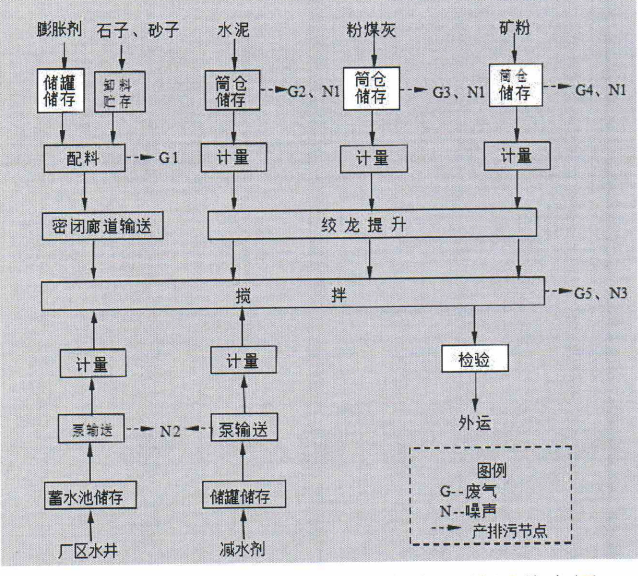 膨胀剂 石子、砂子 水泥 粉煤灰 矿粉
储罐储存 卸料贮存 筒仓储存 G2、N1 筒仓储存 G3、N1 筒仓储存 G4、N1
配料 G1 计量 计量 计量
密闭廊道输送 绞龙提升
搅拌 G5、N3
计量 计量 检验
泵输送 N2 泵输送 外运
蓄水池储存 储罐储存
厂区水井 减水剂
图例
G--废气
N--噪声
产排污节点